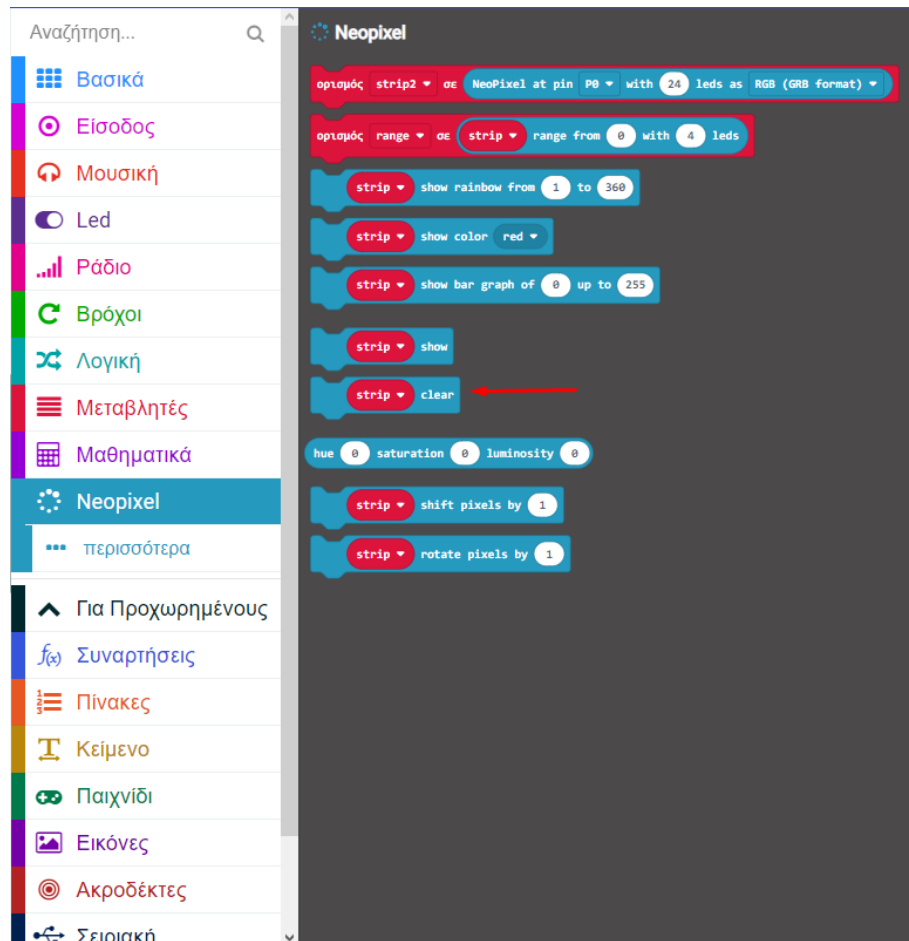 Αναζήτηση...
Βασικά
Είσοδος
Μουσική
Led
Ράδιο
Βρόχοι
Λογική
Μεταβλητές
Μαθηματικά
Neopixel
περισσότερα
Για Προχωρημένους
f(x) Συναρτήσεις
Πίνακες
Κείμενο
Παιχνίδι
Εικόνες
Ακροδέκτες
Σειριακή
Neopixel
ορισμός strip2 σε NeoPixel at pin P0 with 24 leds as RGB (GRB format)
ορισμός range σε strip range from 0 with 4 leds
strip show rainbow from 1 to 360
strip show color red
strip show bar graph of 0 up to 255
strip show
strip clear
hue 0 saturation 0 luminosity 0
strip shift pixels by 1
strip rotate pixels by 1